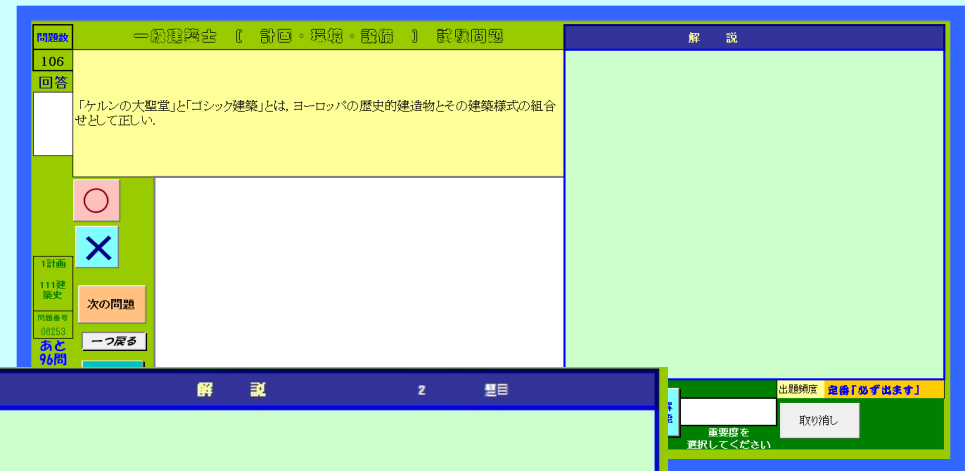 問題数
一級建築士 [ 計画・環境・設備 ] 試験問題
解 説
106
回答
「ケルンの大聖堂」と「ゴシック建築」とは，ヨーロッパの歴史的建造物とその建築様式の組合
せとして正しい．
1計画
111建
築史
次の問題
問題番号
06253
一つ戻る
あと
96問
解 説
2
出題頻度
定番「必ず出ます」
重要度を
選択してください
取り消し